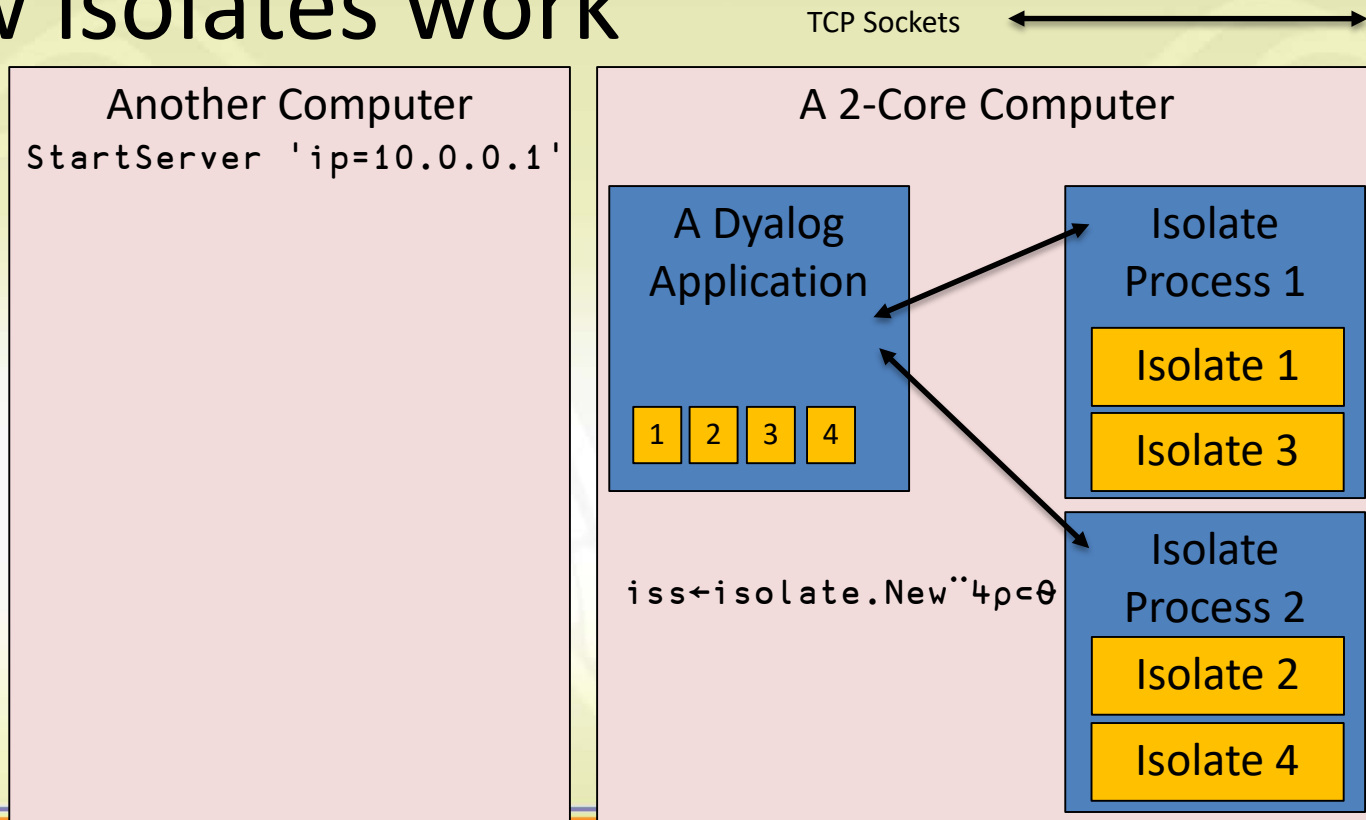 isolates work
TCP Sockets
Another Computer
StartServer 'ip=10.0.0.1'
A 2-Core Computer
A Dyalog
Application
1 2 3 4
iss←isolate.New¨4⍴⊂⍬
Isolate
Process 1
Isolate 1
Isolate 3
Isolate
Process 2
Isolate 2
Isolate 4